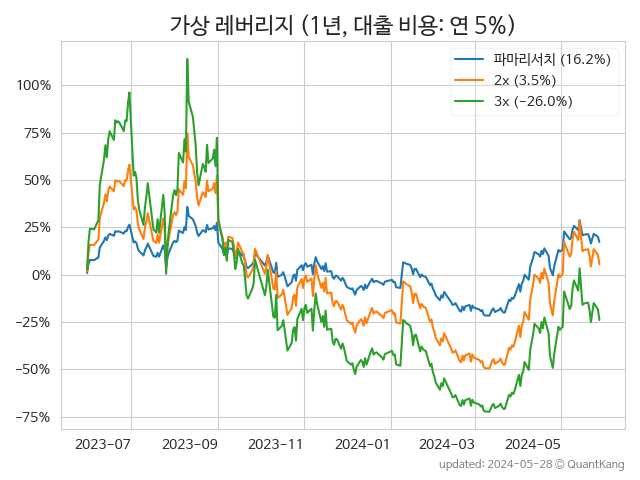 가상 레버리지 (1년, 대출 비용: 연 5%)
파마리서치 (16.2%)
2x (3.5%)
3x (−26.0%)
100%
75%
50%
25%
0%
−25%
−50%
−75%
2023-07 2023-09 2023-11 2024-01 2024-03 2024-05
updated: 2024-05-28 © QuantKang